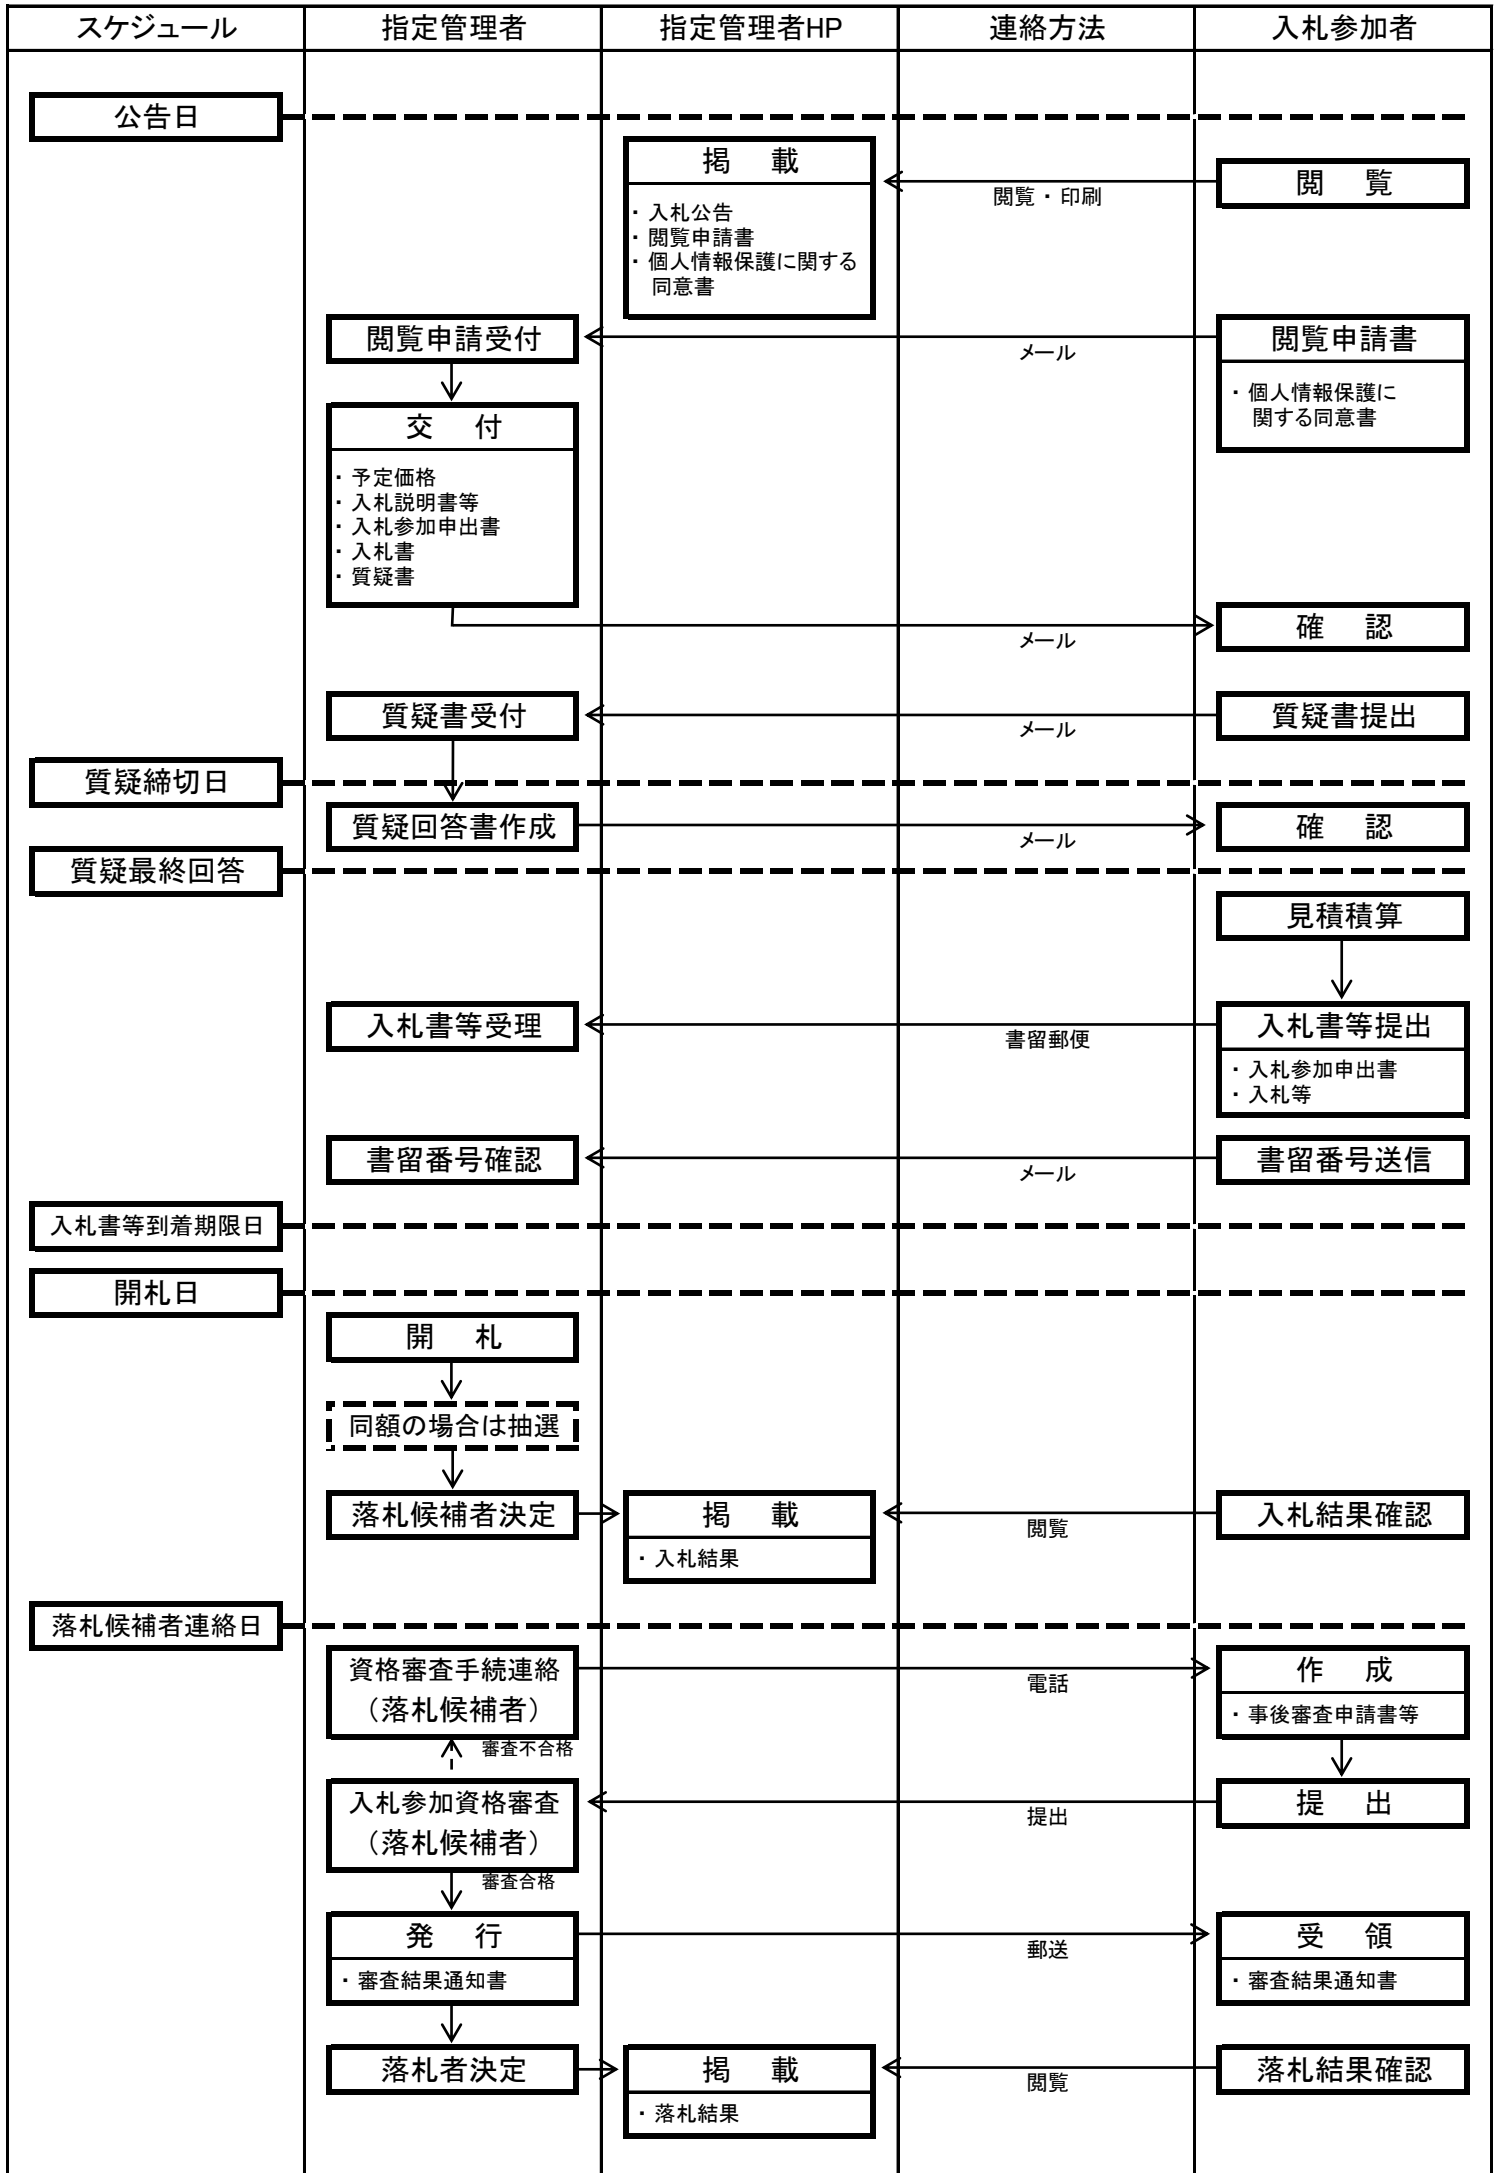 スケジュール
指定管理者
指定管理者HP
連絡方法
入札参加者
公告日
掲　載
・入札公告
・閲覧申請書
・個人情報保護に関する
同意書
閲覧・印刷
閲　覧
閲覧申請受付
メール
閲覧申請書
・個人情報保護に
関する同意書
交　付
・予定価格
・入札説明書等
・入札参加申出書
・入札書
・質疑書
メール
確　認
質疑書受付
メール
質疑書提出
質疑締切日
質疑回答書作成
メール
確　認
質疑最終回答
見積積算
入札書等受理
書留郵便
入札書等提出
・入札参加申出書
・入札等
書留番号確認
メール
書留番号送信
入札書等到着期限日
開札日
開　札
同額の場合は抽選
落札候補者決定
掲　載
・入札結果
閲覧
入札結果確認
落札候補者連絡日
資格審査手続連絡
（落札候補者）
電話
作　成
・事後審査申請書等
審査不合格
入札参加資格審査
（落札候補者）
提出
提　出
審査合格
発　行
・審査結果通知書
郵送
受　領
・審査結果通知書
落札者決定
掲　載
・落札結果
閲覧
落札結果確認